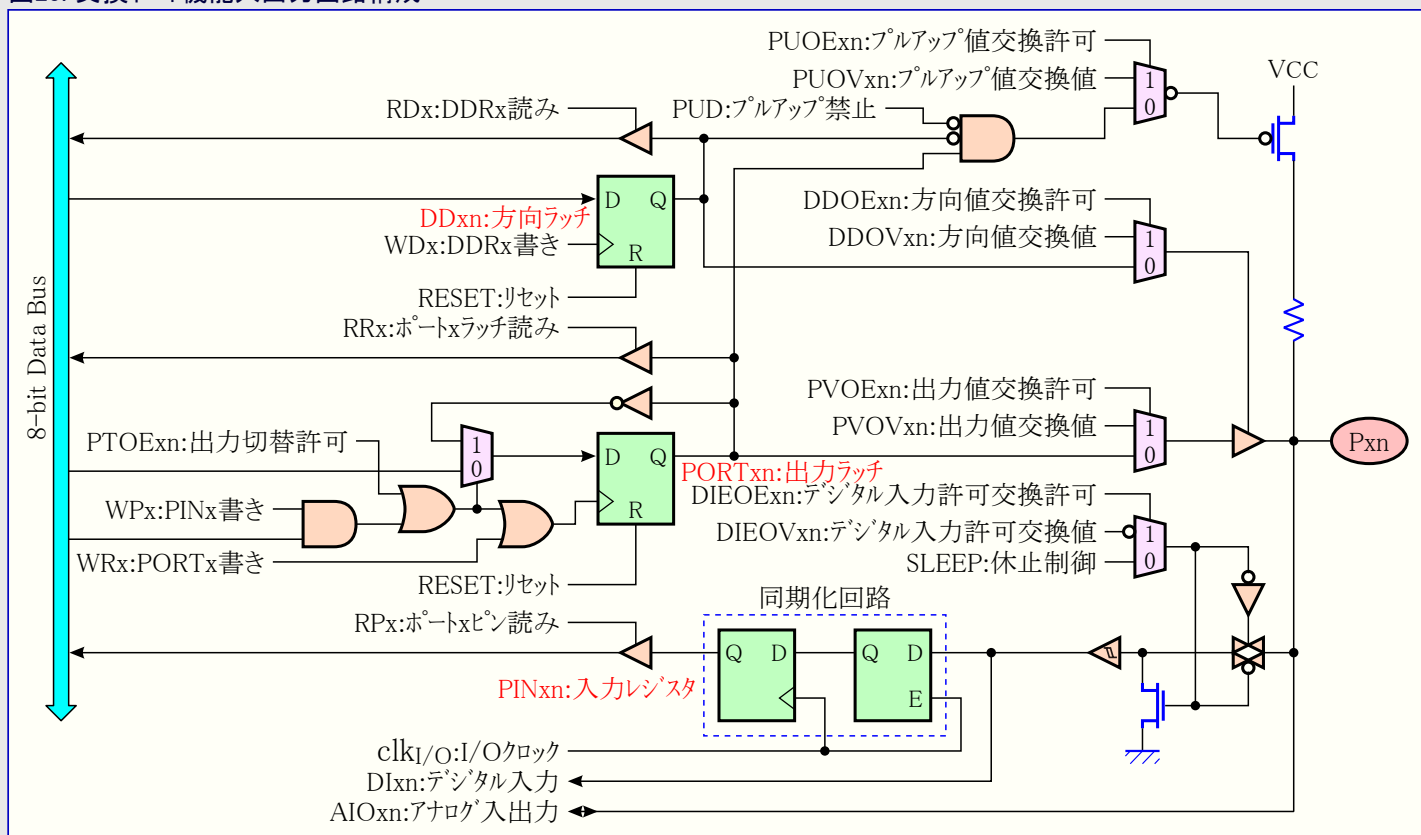 PUOExn:プルアップ値交換許可
PUOVxn:プルアップ値交換値
1
0
VCC
RDx:DDRx読み
PUD:プルアップ禁止
D Q
R
DDxn:方向ラッチ
WDx:DDRx書き
RESET:リセット
DDOExn:方向値交換許可
DDOVxn:方向値交換値
1
0
8-bit Data Bus
RRx:ポートxラッチ読み
PVOExn:出力値交換許可
PVOVxn:出力値交換値
1
0
Pxn
PTOExn:出力切替許可
1
0
D Q
R
PORTxn:出力ラッチ
WPx:PINx書き
WRx:PORTx書き
RESET:リセット
DIEOExn:デジタル入力許可交換許可
DIEOVxn:デジタル入力許可交換値
SLEEP:休止制御
1
0
同期化回路
RPx:ポートxピン読み
Q D
Q D
E
PINxn:入力レジスタ
clkI/O:I/Oクロック
DIxn:デジタル入力
AIOxn:アナログ入出力